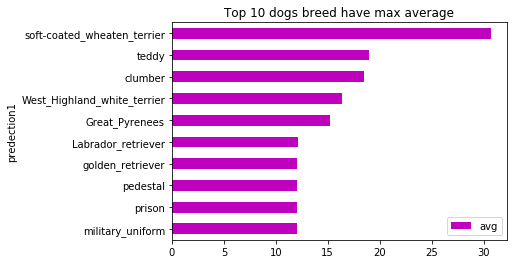 Top 10 dogs breed have max average
soft-coated_wheaten_terrier
teddy
clumber
West_Highland_white_terrier
Great_Pyrenees
Labrador_retriever
golden_retriever
pedestal
prison
military_uniform
predection1
avg
0 5 10 15 20 25 30